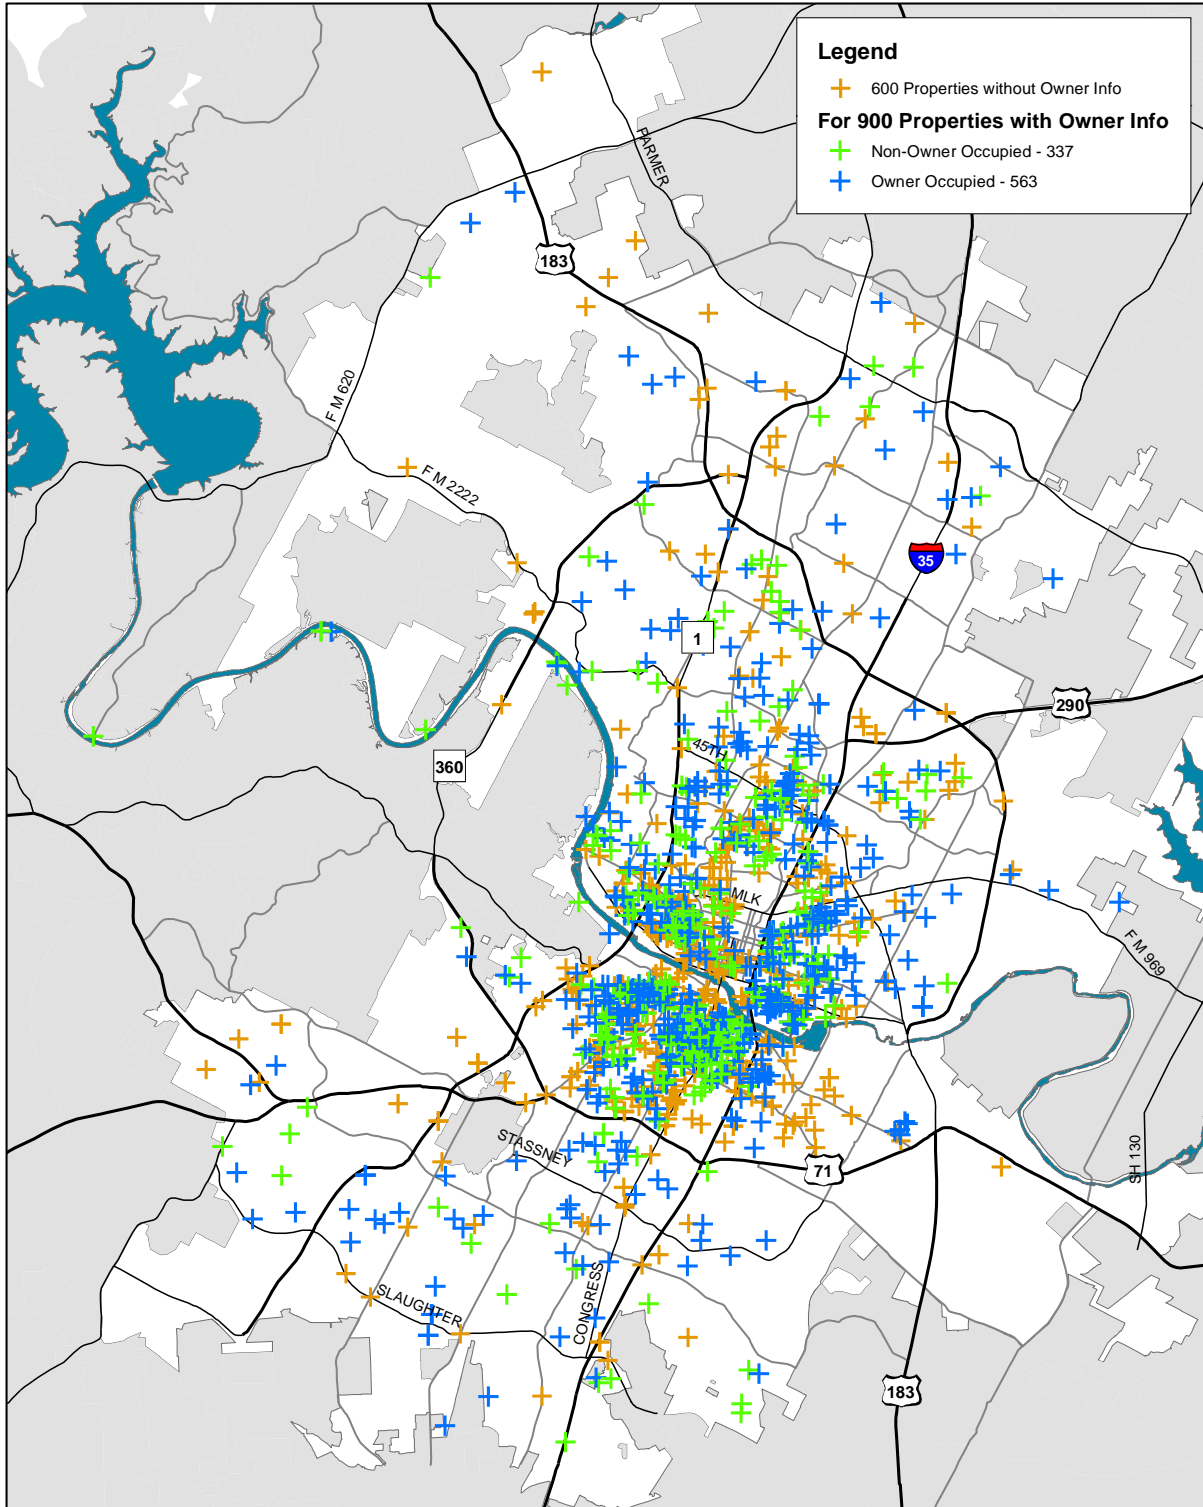 Legend
600 Properties without Owner Info
For 900 Properties with Owner Info
Non-Owner Occupied - 337
Owner Occupied - 563
PARMER
183
F M 620
F M 2222
35
1
290
45TH
360
MLK
F M 969
STASSNEY
71
SH 130
SLAUGHTER
CONGRESS
183